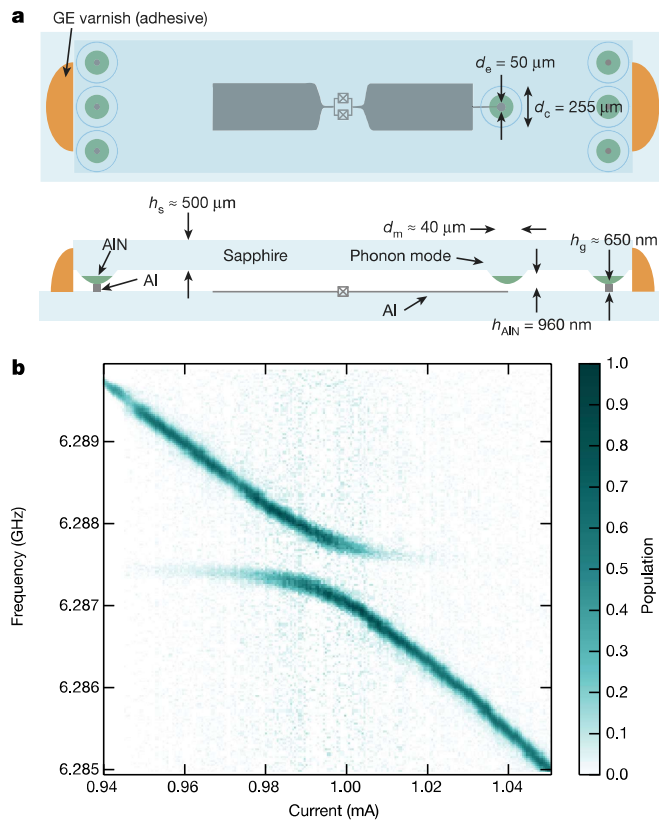 a
GE varnish (adhesive)
dₑ = 50 μm
d_c = 255 μm
hₛ ≈ 500 μm
AlN
Al
Sapphire
dₘ ≈ 40 μm
Phonon mode
h_g ≈ 650 nm
Al
h_AlN = 960 nm
b
6.289
6.288
6.287
6.286
6.285
Frequency (GHz)
0.94
0.96
0.98
1.00
1.02
1.04
Current (mA)
1.0
0.9
0.8
0.7
0.6
0.5
0.4
0.3
0.2
0.1
0.0
Population